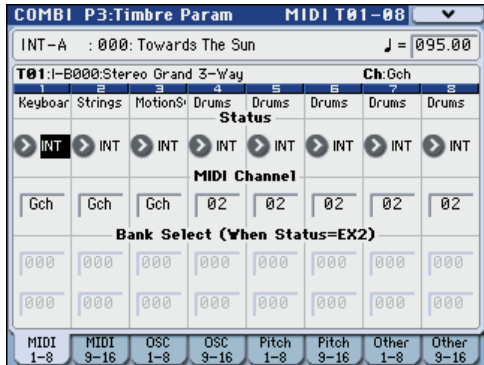 COMBI P3:Timbre Param MIDI T01-08
INT-A :000: Towards The Sun ♩= 095.00
T01:I-B000:Stereo Grand 3-Way Ch:Gch
1 2 3 4 5 6 7 8
Keyboar Strings MotionS Drums Drums Drums Drums Drums
Status
INT INT INT INT INT INT INT INT
MIDI Channel
Gch Gch Gch 02 02 02 02 02
Bank Select (When Status=EX2)
000 000 000 000 000 000 000 000
000 000 000 000 000 000 000 000
MIDI MIDI OSC OSC Pitch Pitch Other Other
1-8 9-16 1-8 9-16 1-8 9-16 1-8 9-16